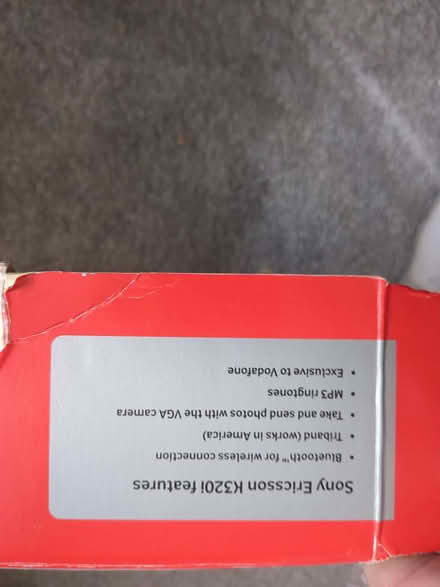 Sony Ericsson K320i features
• Bluetooth™ for wireless connection
• Triband (works in America)
• Take and send photos with the VGA camera
• MP3 ringtones
• Exclusive to Vodafone